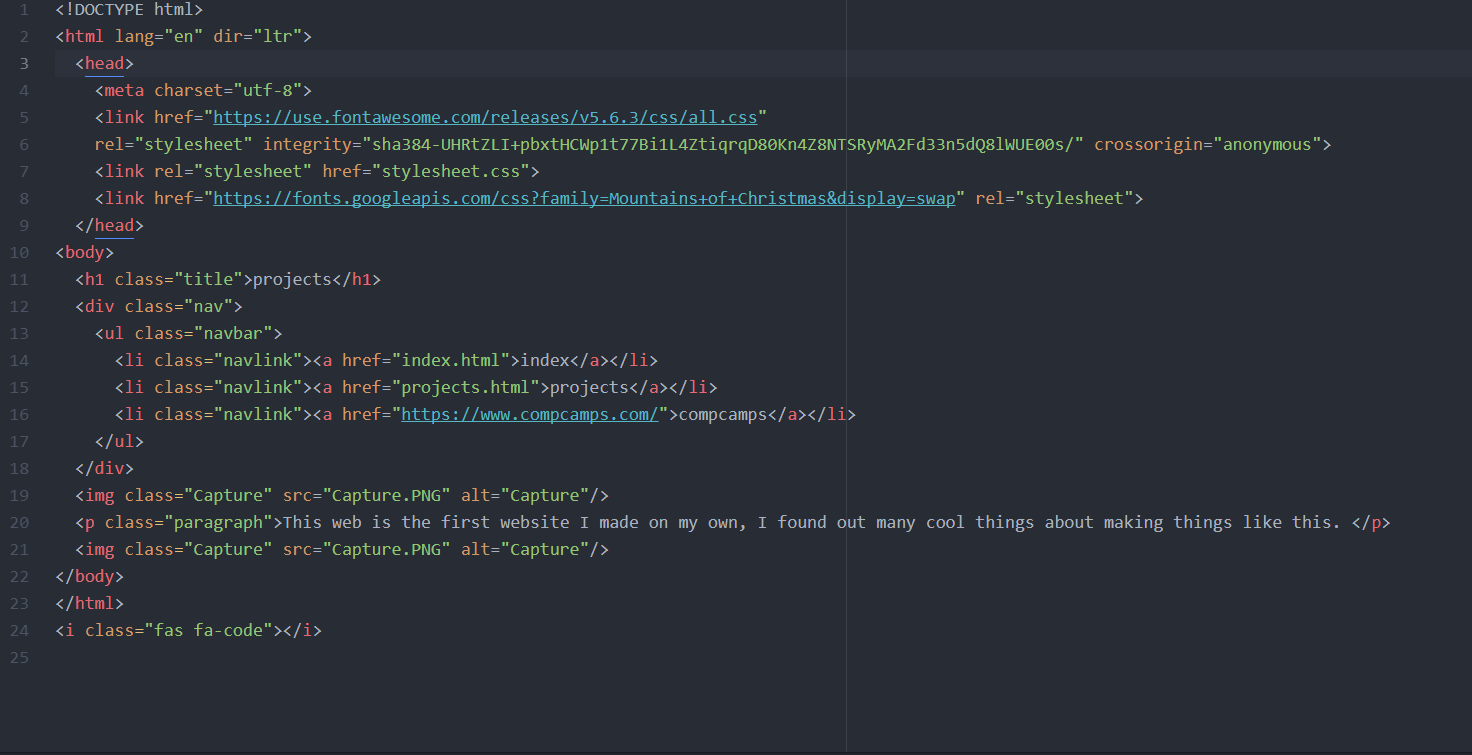 1 <!DOCTYPE html>
2 <html lang="en" dir="ltr">
3   <head>
4     <meta charset="utf-8">
5     <link href="https://use.fontawesome.com/releases/v5.6.3/css/all.css"
6     rel="stylesheet" integrity="sha384-UHRtZLI+pbxtHCWp1t77Bi1L4ZtiqrqD80Kn4Z8NTSRyMA2Fd33n5dQ8lWUE00s/" crossorigin="anonymous">
7     <link rel="stylesheet" href="stylesheet.css">
8     <link href="https://fonts.googleapis.com/css?family=Mountains+of+Christmas&display=swap" rel="stylesheet">
9   </head>
10 <body>
11   <h1 class="title">projects</h1>
12   <div class="nav">
13     <ul class="navbar">
14       <li class="navlink"><a href="index.html">index</a></li>
15       <li class="navlink"><a href="projects.html">projects</a></li>
16       <li class="navlink"><a href="https://www.compcamps.com/">compcamps</a></li>
17     </ul>
18   </div>
19   <img class="Capture" src="Capture.PNG" alt="Capture"/>
20   <p class="paragraph">This web is the first website I made on my own, I found out many cool things about making things like this. </p>
21   <img class="Capture" src="Capture.PNG" alt="Capture"/>
22 </body>
23 </html>
24 <i class="fas fa-code"></i>
25